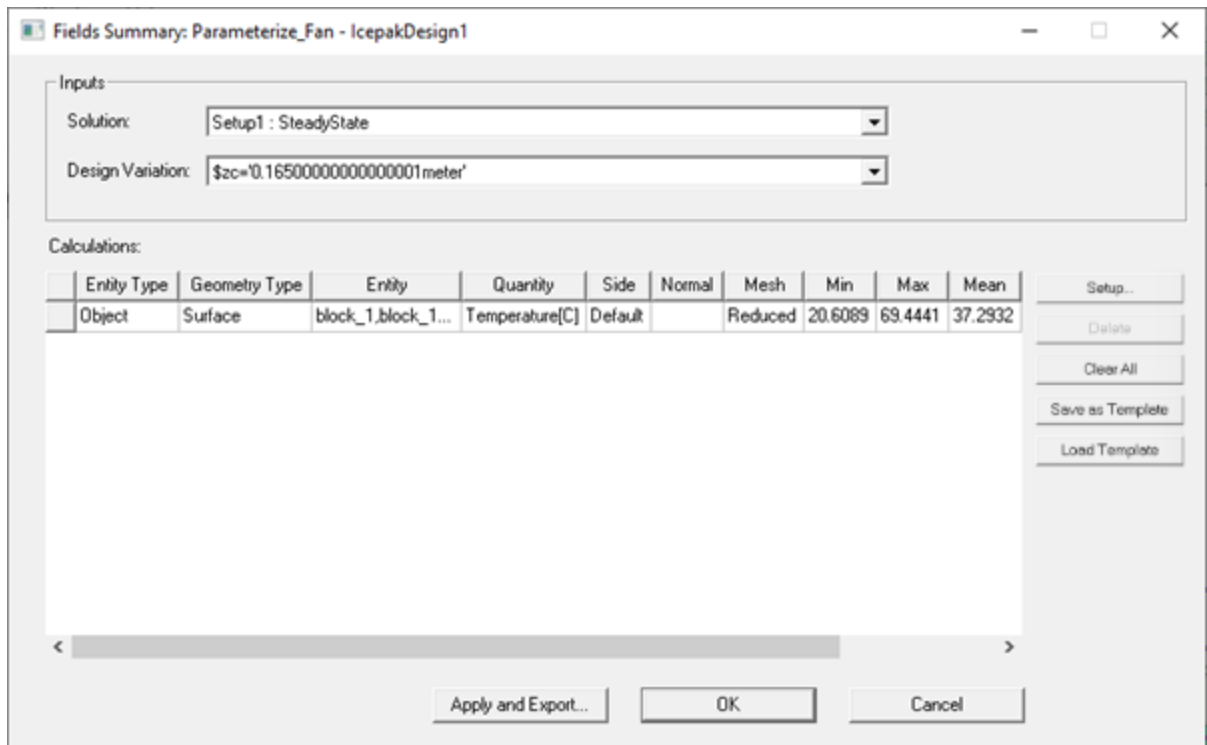 Fields Summary: Parameterize_Fan - IcepakDesign1
Inputs
Solution: Setup1 : SteadyState
Design Variation: $zc='0.16500000000000001meter'
Calculations:
Entity Type Geometry Type Entity Quantity Side Normal Mesh Min Max Mean
Object Surface block_1,block_1... Temperature[C] Default Reduced 20.6089 69.4441 37.2932
Setup...
Delete
Clear All
Save as Template
Load Template
Apply and Export... OK Cancel